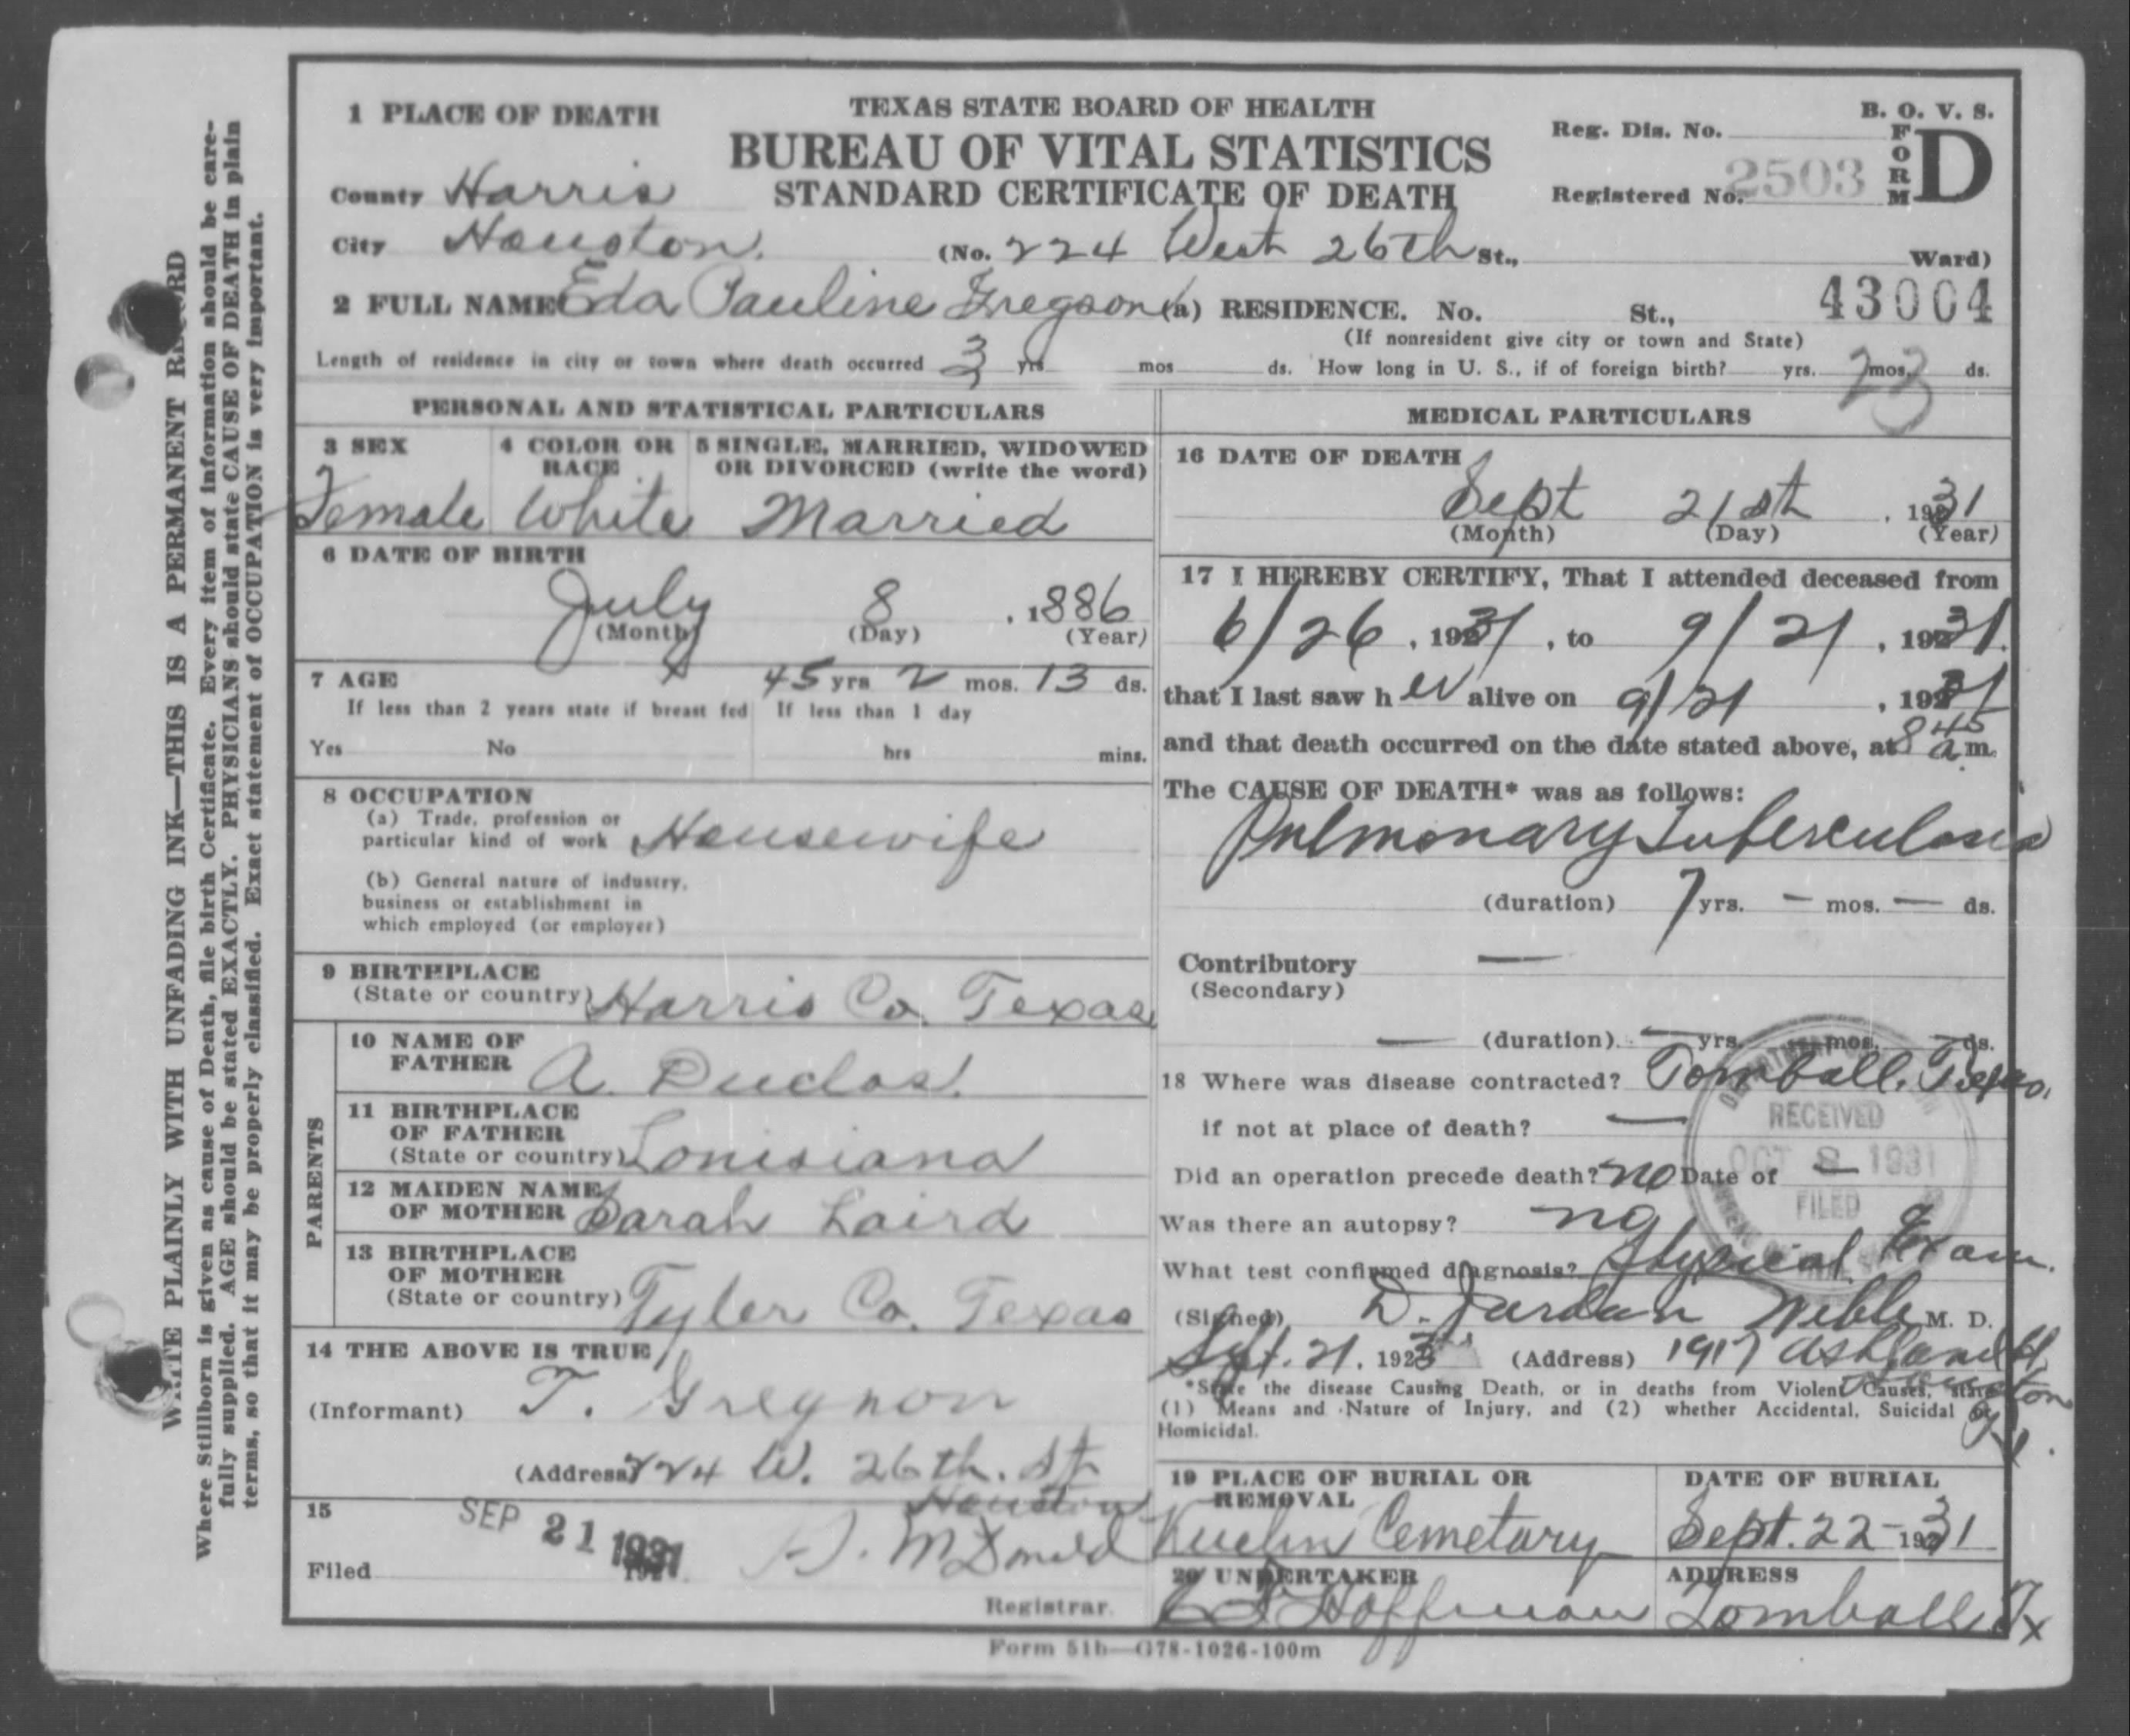 WRITE PLAINLY WITH UNFADING INK—THIS IS A PERMANENT RECORD
Where Stillborn is given as cause of Death, file birth Certificate. Every item of information should be care-
fully supplied. AGE should be stated EXACTLY. PHYSICIANS should state CAUSE OF DEATH in plain
terms, so that it may be properly classified. Exact statement of OCCUPATION is very important.
1 PLACE OF DEATH
TEXAS STATE BOARD OF HEALTH
BUREAU OF VITAL STATISTICS
STANDARD CERTIFICATE OF DEATH
B. O. V. S.
FORM D
Reg. Dis. No.
Registered No. 2503
County Harris
City Houston. (No. 224 West 26th St., Ward)
2 FULL NAME Eda Pauline (a) RESIDENCE. No. St., 43004
(If nonresident give city or town and State)
Length of residence in city or town where death occurred 3 yrs mos ds. How long in U. S., if of foreign birth? yrs. mos. ds.
23
PERSONAL AND STATISTICAL PARTICULARS
3 SEX
Female
4 COLOR OR RACE
White
5 SINGLE, MARRIED, WIDOWED
OR DIVORCED (write the word)
Married
6 DATE OF BIRTH
July 8, 1886
(Month) (Day) (Year)
7 AGE 45 yrs 2 mos. 13 ds.
If less than 2 years state if breast fed If less than 1 day
Yes No hrs mins.
8 OCCUPATION
(a) Trade, profession or
particular kind of work Housewife
(b) General nature of industry,
business or establishment in
which employed (or employer)
9 BIRTHPLACE
(State or country) Harris Co. Texas
PARENTS
10 NAME OF
FATHER A. Duclos.
11 BIRTHPLACE
OF FATHER
(State or country) Louisiana
12 MAIDEN NAME
OF MOTHER Sarah Laird
13 BIRTHPLACE
OF MOTHER
(State or country) Tyler Co. Texas
14 THE ABOVE IS TRUE
(Informant) T.
(Address) 224 W. 26th. St
Houston
15
Filed SEP 21 1931
McDonald
Registrar.
MEDICAL PARTICULARS
16 DATE OF DEATH
Sept 21st, 1931
(Month) (Day) (Year)
17 I HEREBY CERTIFY, That I attended deceased from
6/26, 1931, to 9/21, 1931.
that I last saw her alive on 9/21, 1931
and that death occurred on the date stated above, at 8 45 a.m.
The CAUSE OF DEATH* was as follows:
Pulmonary Tuberculosis
(duration) 7 yrs. — mos. — ds.
Contributory —
(Secondary)
— (duration) — yrs. — mos. — ds.
18 Where was disease contracted? Tomball, Texas.
if not at place of death? —
Did an operation precede death? no Date of —
Was there an autopsy? no
What test confirmed diagnosis? Physical Exam.
(Signed) D. M. D.
Sept. 21, 1923 (Address) 1917 Ashland St,
Houston
*State the disease Causing Death, or in deaths from Violent Causes, state
(1) Means and Nature of Injury, and (2) whether Accidental, Suicidal or
Homicidal.
RECEIVED
OCT 8 1931
FILED
19 PLACE OF BURIAL OR
REMOVAL
Cemetary
DATE OF BURIAL
Sept. 22-1931
20 UNDERTAKER
Hoffman
ADDRESS
Tomball Tx
Form 51b—G78-1026-100m